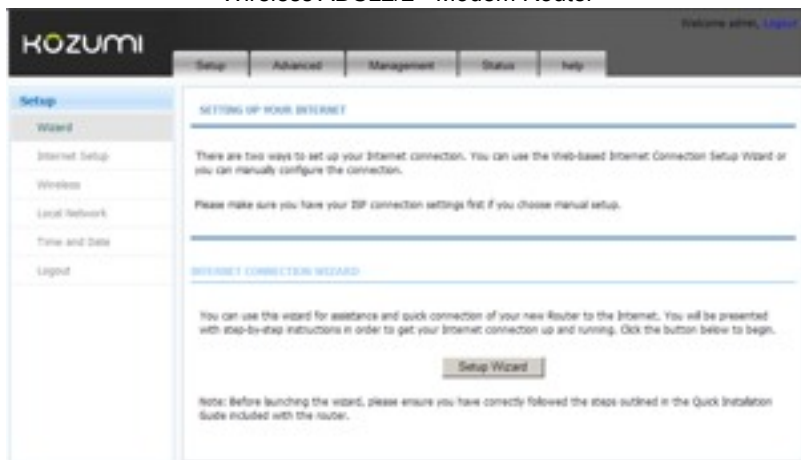 Wireless ADSL2/2+ Modem Router
KOZUMI
Welcome admin, Logout
Setup Advanced Management Status help
Setup
Wizard
Internet Setup
Wireless
Local Network
Time and Date
Logout
SETTING UP YOUR INTERNET
There are two ways to set up your Internet connection. You can use the Web-based Internet Connection Setup Wizard or
you can manually configure the connection.
Please make sure you have your ISP connection settings first if you choose manual setup.
INTERNET CONNECTION WIZARD
You can use this wizard for assistance and quick connection of your new Router to the Internet. You will be presented
with step-by-step instructions in order to get your Internet connection up and running. Click the button below to begin.
Setup Wizard
Note: Before launching the wizard, please ensure you have correctly followed the steps outlined in the Quick Installation
Guide included with the router.